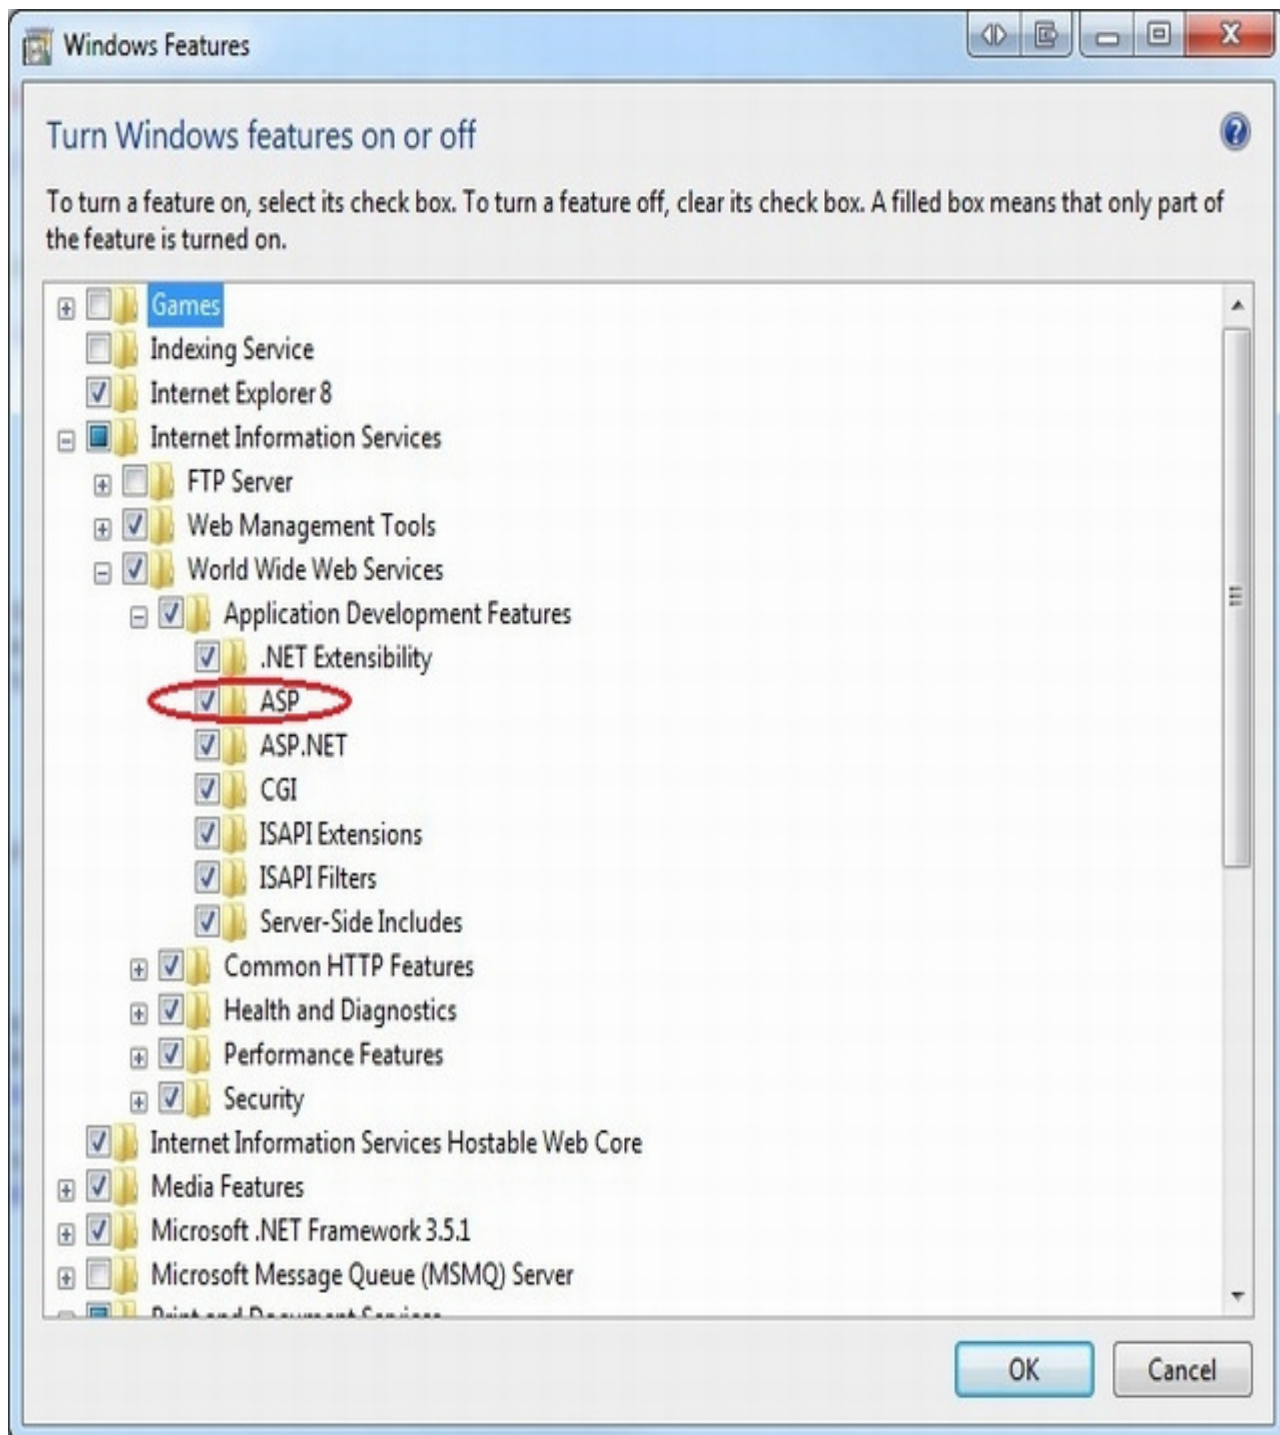 Windows Features
Turn Windows features on or off
To turn a feature on, select its check box. To turn a feature off, clear its check box. A filled box means that only part of
the feature is turned on.
Games
Indexing Service
Internet Explorer 8
Internet Information Services
FTP Server
Web Management Tools
World Wide Web Services
Application Development Features
.NET Extensibility
ASP
ASP.NET
CGI
ISAPI Extensions
ISAPI Filters
Server-Side Includes
Common HTTP Features
Health and Diagnostics
Performance Features
Security
Internet Information Services Hostable Web Core
Media Features
Microsoft .NET Framework 3.5.1
Microsoft Message Queue (MSMQ) Server
Print and Document Services
OK Cancel